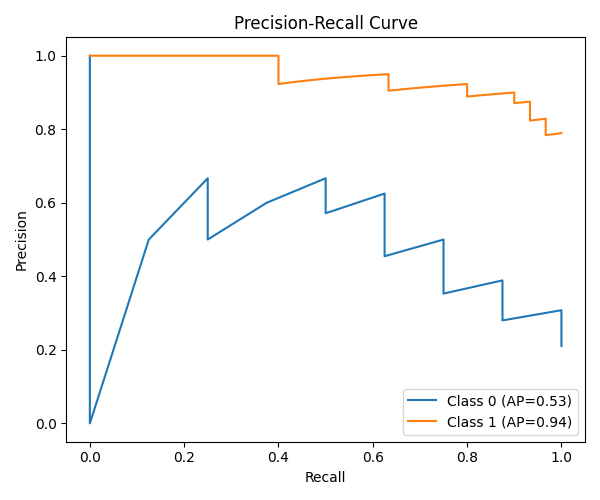 Precision-Recall Curve
Precision
1.0
0.8
0.6
0.4
0.2
0.0
Class 0 (AP=0.53)
Class 1 (AP=0.94)
0.0 0.2 0.4 0.6 0.8 1.0
Recall